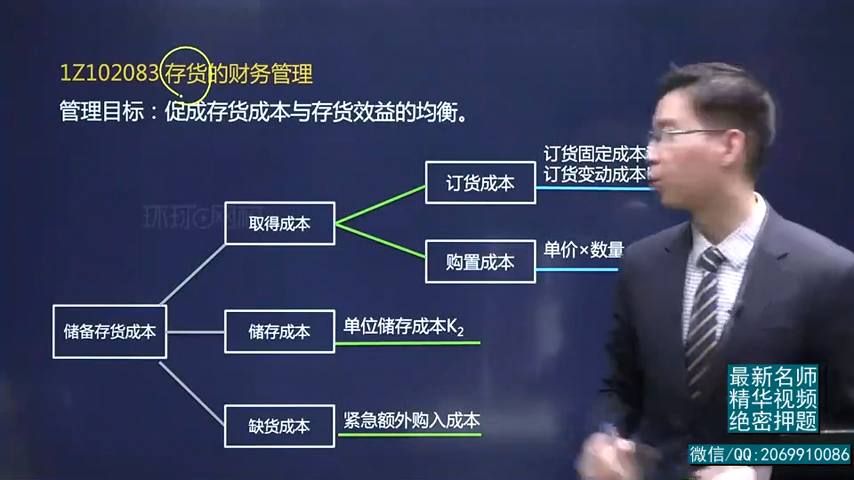 1Z102083 存货的财务管理
管理目标：促成存货成本与存货效益的均衡。
订货固定成本
订货变动成本
订货成本
取得成本
购置成本
单价×数量
储备存货成本
储存成本
单位储存成本K₂
缺货成本
紧急额外购入成本
最新名师
精华视频
绝密押题
微信/QQ:2069910086